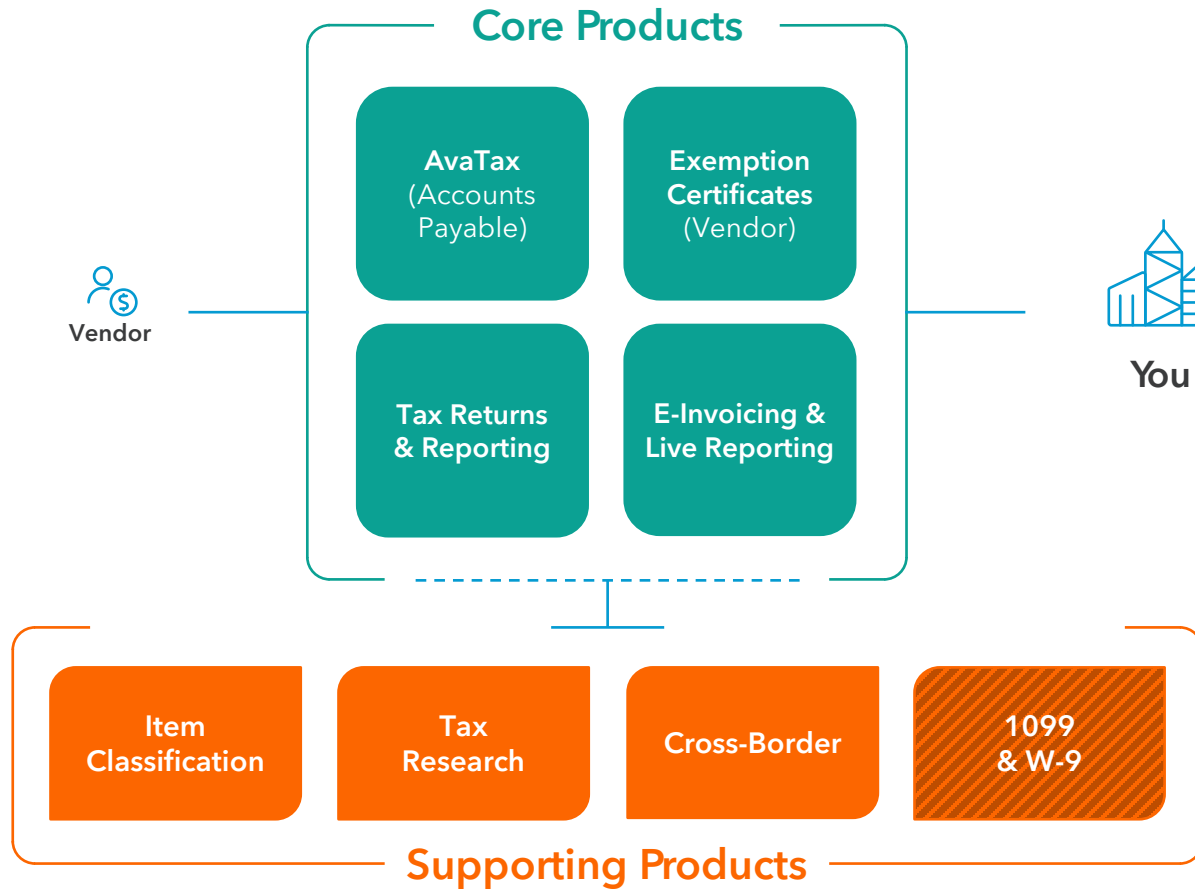 Core Products
AvaTax
(Accounts
Payable)
Exemption
Certificates
(Vendor)
$
Vendor
You
Tax Returns
& Reporting
E-Invoicing &
Live Reporting
Item
Classification
Tax
Research
Cross-Border
1099
& W-9
Supporting Products